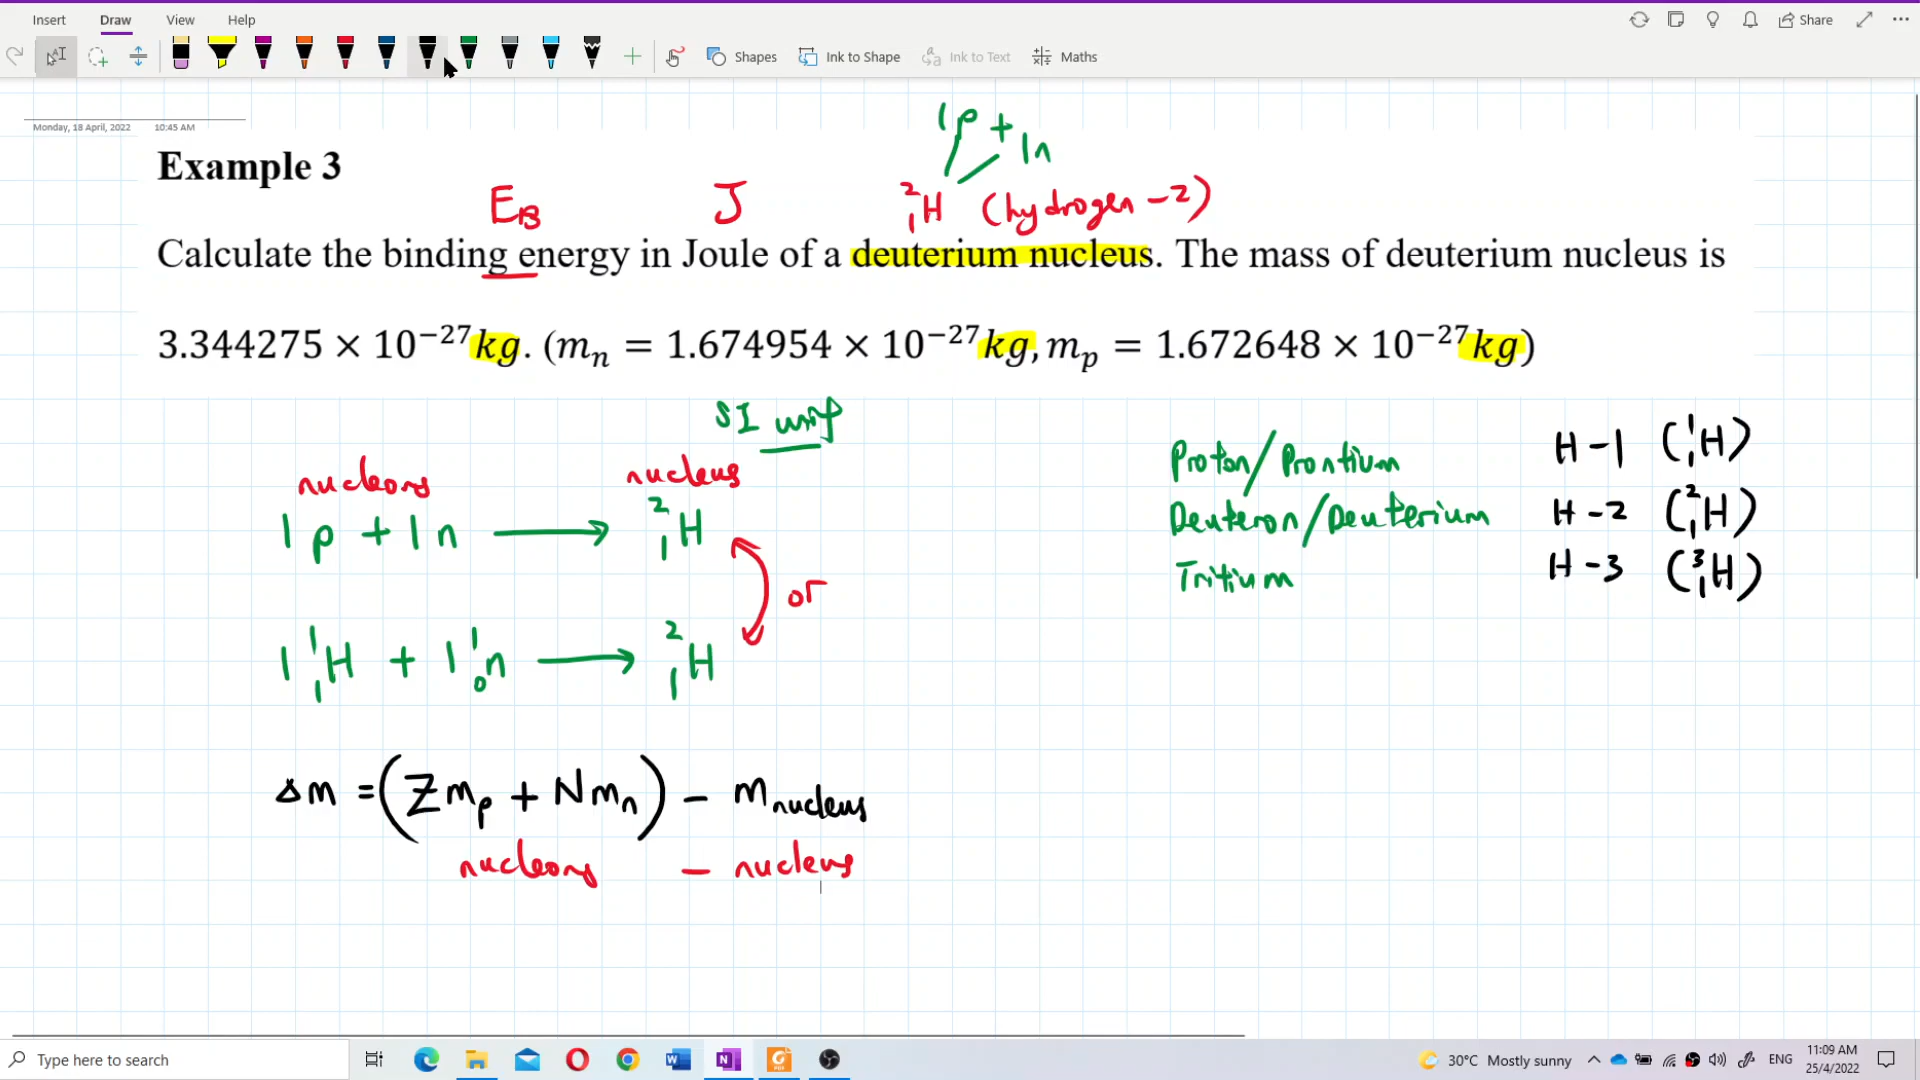 Insert Draw View Help
Share
Shapes Ink to Shape Ink to Text Maths
Monday, 18 April, 2022 10:45 AM
1p + 1n
Example 3
E_B J ²₁H (hydrogen-2)
Calculate the binding energy in Joule of a deuterium nucleus. The mass of deuterium nucleus is
3.344275 × 10⁻²⁷kg. (mₙ = 1.674954 × 10⁻²⁷kg, mₚ = 1.672648 × 10⁻²⁷kg)
SI unit
nucleons nucleus
1p + 1n → ²₁H
or
1 ¹₁H + 1 ¹₀n → ²₁H
Proton/Prontium H-1 (¹₁H)
Deuteron/Deuterium H-2 (²₁H)
Tritium H-3 (³₁H)
Δm = (Zmₚ + Nmₙ) - m_nucleus
nucleons - nucleus
Type here to search
30°C Mostly sunny
ENG
11:09 AM
25/4/2022